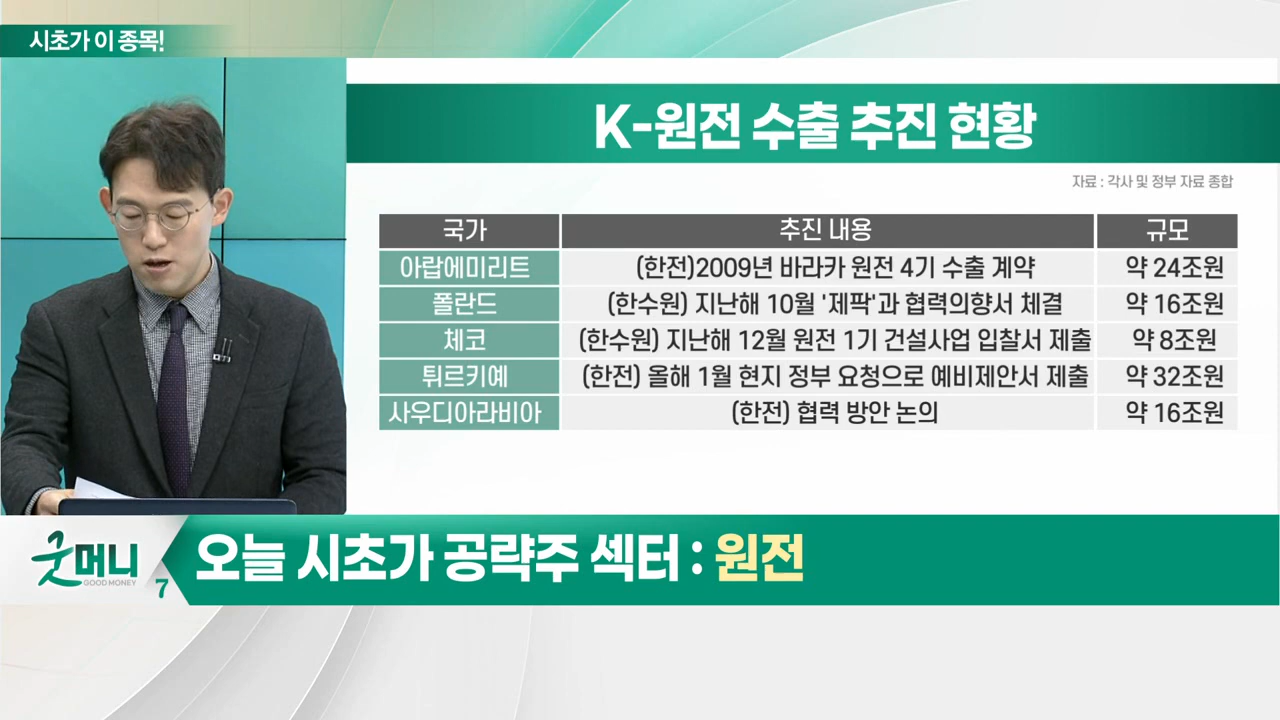 시초가 이 종목!
K-원전 수출 추진 현황
자료 : 각사 및 정부 자료 종합
국가 추진 내용 규모
아랍에미리트 (한전)2009년 바라카 원전 4기 수출 계약 약 24조원
폴란드 (한수원) 지난해 10월 '제팍'과 협력의향서 체결 약 16조원
체코 (한수원) 지난해 12월 원전 1기 건설사업 입찰서 제출 약 8조원
튀르키예 (한전) 올해 1월 현지 정부 요청으로 예비제안서 제출 약 32조원
사우디아라비아 (한전) 협력 방안 논의 약 16조원
굿머니
GOOD MONEY
7
오늘 시초가 공략주 섹터 : 원전